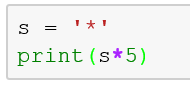 s = '*'
print(s*5)